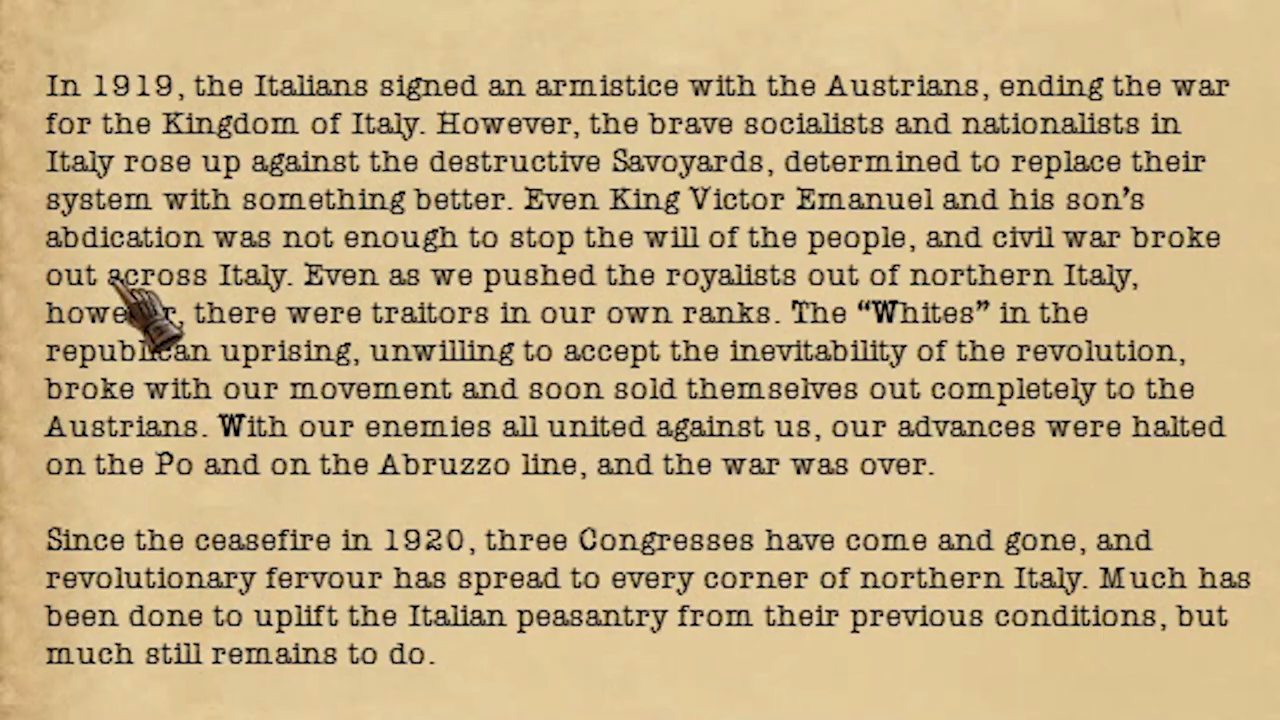 In 1919, the Italians signed an armistice with the Austrians, ending the war
for the Kingdom of Italy. However, the brave socialists and nationalists in
Italy rose up against the destructive Savoyards, determined to replace their
system with something better. Even King Victor Emanuel and his son’s
abdication was not enough to stop the will of the people, and civil war broke
out across Italy. Even as we pushed the royalists out of northern Italy,
however, there were traitors in our own ranks. The “Whites” in the
republican uprising, unwilling to accept the inevitability of the revolution,
broke with our movement and soon sold themselves out completely to the
Austrians. With our enemies all united against us, our advances were halted
on the Po and on the Abruzzo line, and the war was over.
Since the ceasefire in 1920, three Congresses have come and gone, and
revolutionary fervour has spread to every corner of northern Italy. Much has
been done to uplift the Italian peasantry from their previous conditions, but
much still remains to do.